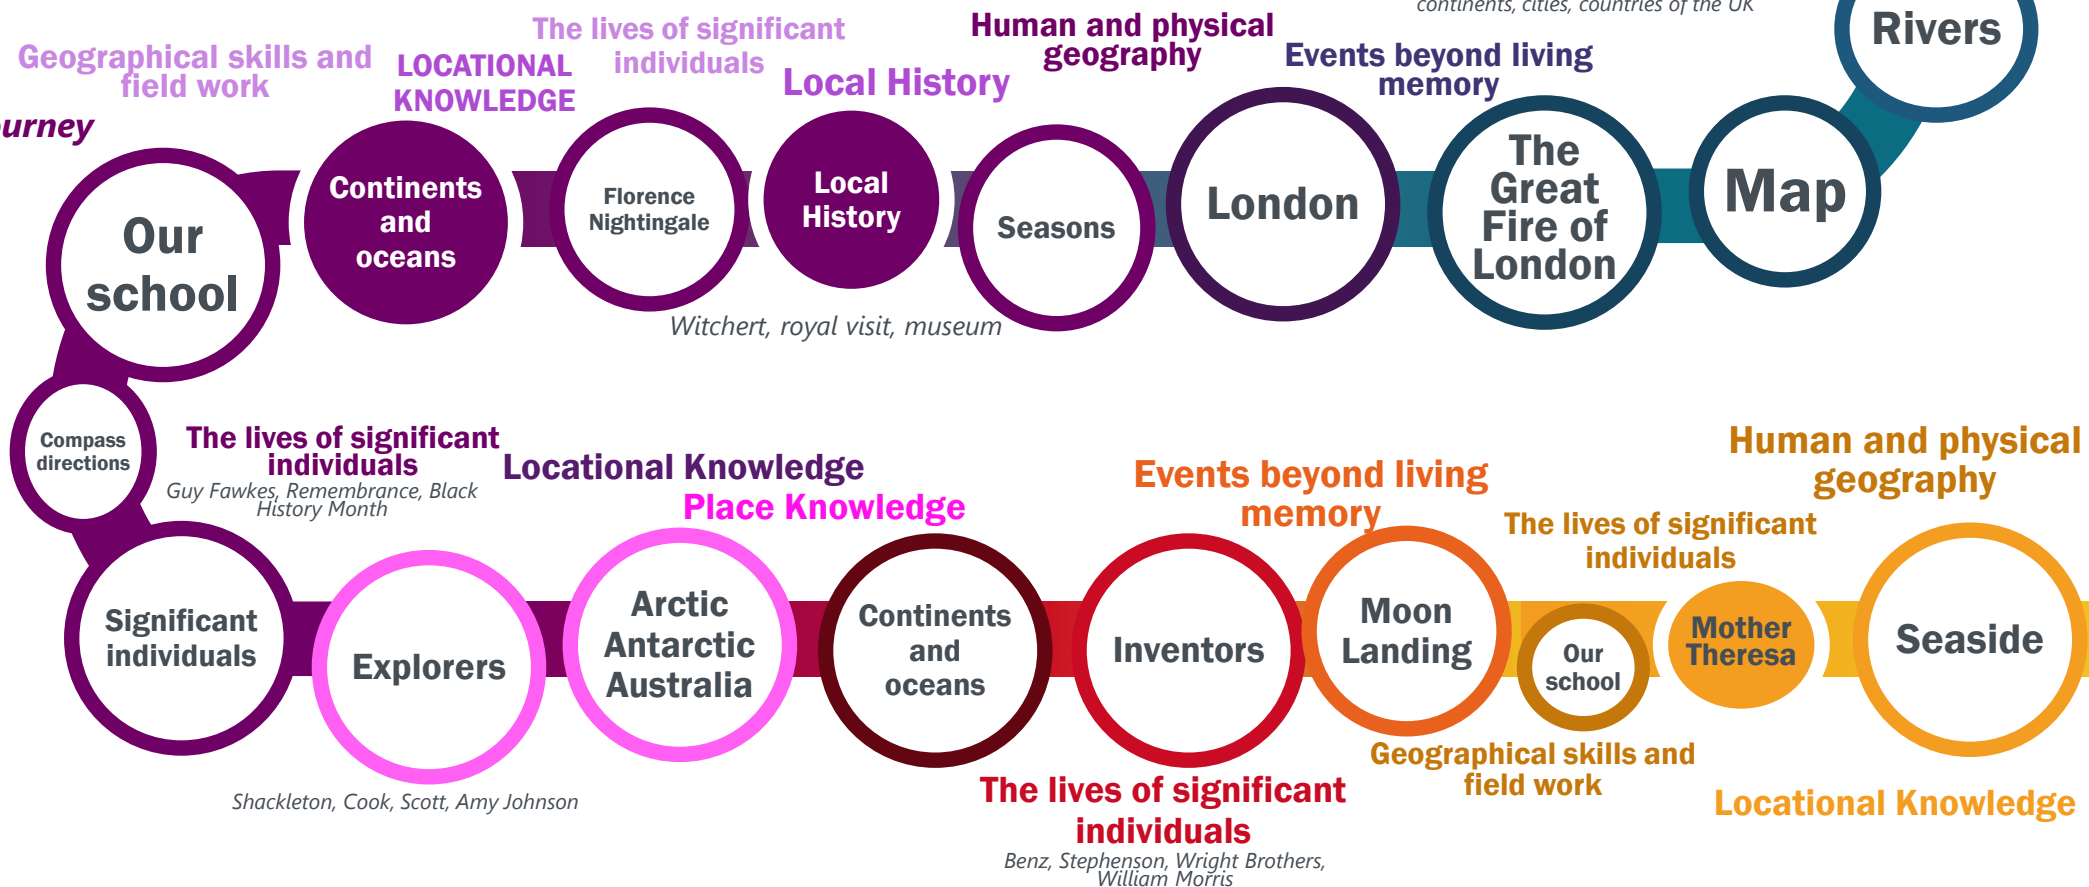 continents, cities, countries of the UK
Rivers
Human and physical
geography
The lives of significant
individuals
Geographical skills and
field work
LOCATIONAL
KNOWLEDGE
Local History
Events beyond living
memory
urney
Our
school
Continents
and
oceans
Florence
Nightingale
Local
History
Seasons
London
The
Great
Fire of
London
Map
Witchert, royal visit, museum
Compass
directions
The lives of significant
individuals
Guy Fawkes, Remembrance, Black
History Month
Locational Knowledge
Place Knowledge
Events beyond living
memory
The lives of significant
individuals
Human and physical
geography
Significant
individuals
Explorers
Arctic
Antarctic
Australia
Continents
and
oceans
Inventors
Moon
Landing
Our
school
Mother
Theresa
Seaside
Shackleton, Cook, Scott, Amy Johnson
The lives of significant
individuals
Benz, Stephenson, Wright Brothers,
William Morris
Geographical skills and
field work
Locational Knowledge